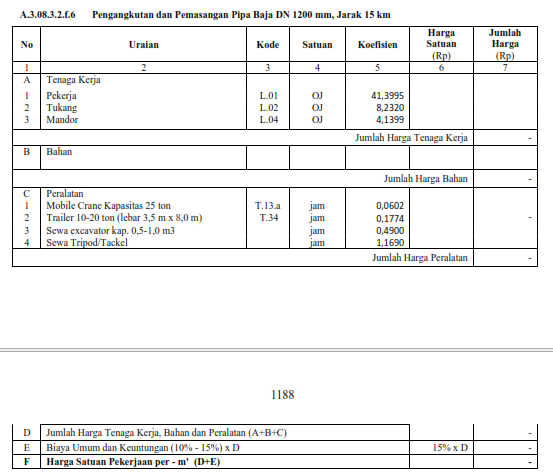 A.3.08.3.2.f.6 Pengangkutan dan Pemasangan Pipa Baja DN 1200 mm, Jarak 15 km
No Uraian Kode Satuan Koefisien Harga Satuan (Rp) Jumlah Harga (Rp)
1 2 3 4 5 6 7
A Tenaga Kerja
1 Pekerja L.01 OJ 41,3995
2 Tukang L.02 OJ 8,2320
3 Mandor L.04 OJ 4,1399
Jumlah Harga Tenaga Kerja -
B Bahan
Jumlah Harga Bahan -
C Peralatan
1 Mobile Crane Kapasitas 25 ton T.13.a jam 0,0602
2 Trailer 10-20 ton (lebar 3,5 m x 8,0 m) T.34 jam 0,1774 -
3 Sewa excavator kap. 0,5-1,0 m3 jam 0,4900
4 Sewa Tripod/Tackel jam 1,1690
Jumlah Harga Peralatan -
1188
D Jumlah Harga Tenaga Kerja, Bahan dan Peralatan (A+B+C) -
E Biaya Umum dan Keuntungan (10% - 15%) x D 15% x D -
F Harga Satuan Pekerjaan per - m' (D+E) -